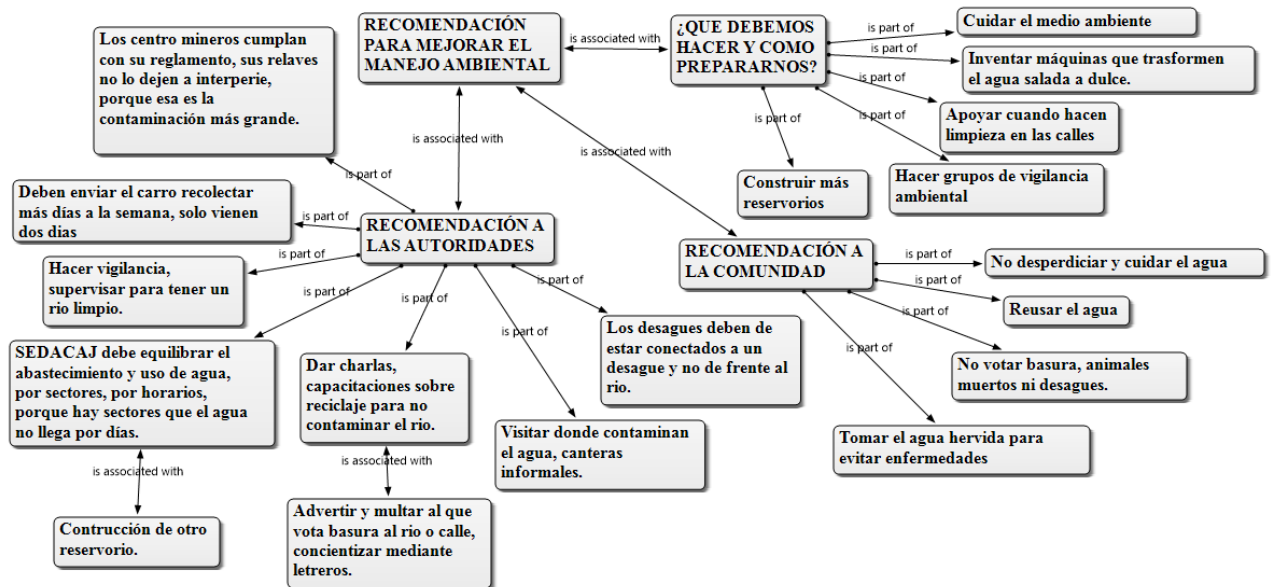 Los centro mineros cumplan
con su reglamento, sus relaves
no lo dejen a interperie,
porque esa es la
contaminación más grande.
RECOMENDACIÓN
PARA MEJORAR EL
MANEJO AMBIENTAL
is associated with
¿QUE DEBEMOS
HACER Y COMO
PREPARARNOS?
is part of
Cuidar el medio ambiente
is part of
Inventar máquinas que trasformen
el agua salada a dulce.
is part of
Apoyar cuando hacen
limpieza en las calles
is part of
Hacer grupos de vigilancia
ambiental
is part of
Construir más
reservorios
is associated with
is associated with
is part of
Deben enviar el carro recolectar
más días a la semana, solo vienen
dos dias
is part of
RECOMENDACIÓN A
LAS AUTORIDADES
is part of
Hacer vigilancia,
supervisar para tener un
rio limpio.
is part of
SEDACAJ debe equilibrar el
abastecimiento y uso de agua,
por sectores, por horarios,
porque hay sectores que el agua
no llega por días.
is associated with
Contrucción de otro
reservorio.
is part of
Dar charlas,
capacitaciones sobre
reciclaje para no
contaminar el rio.
is associated with
Advertir y multar al que
vota basura al rio o calle,
concientizar mediante
letreros.
is part of
Visitar donde contaminan
el agua, canteras
informales.
is part of
Los desagues deben de
estar conectados a un
desague y no de frente al
rio.
RECOMENDACIÓN A
LA COMUNIDAD
is part of
No desperdiciar y cuidar el agua
is part of
Reusar el agua
is part of
No votar basura, animales
muertos ni desagues.
is part of
Tomar el agua hervida para
evitar enfermedades